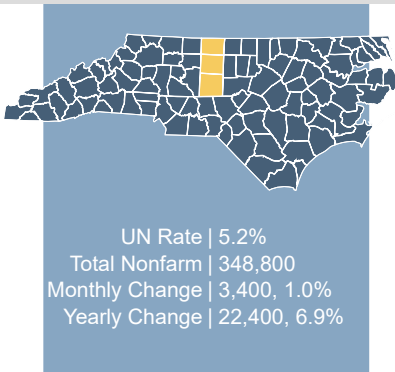 UN Rate | 5.2%
Total Nonfarm | 348,800
Monthly Change | 3,400, 1.0%
Yearly Change | 22,400, 6.9%